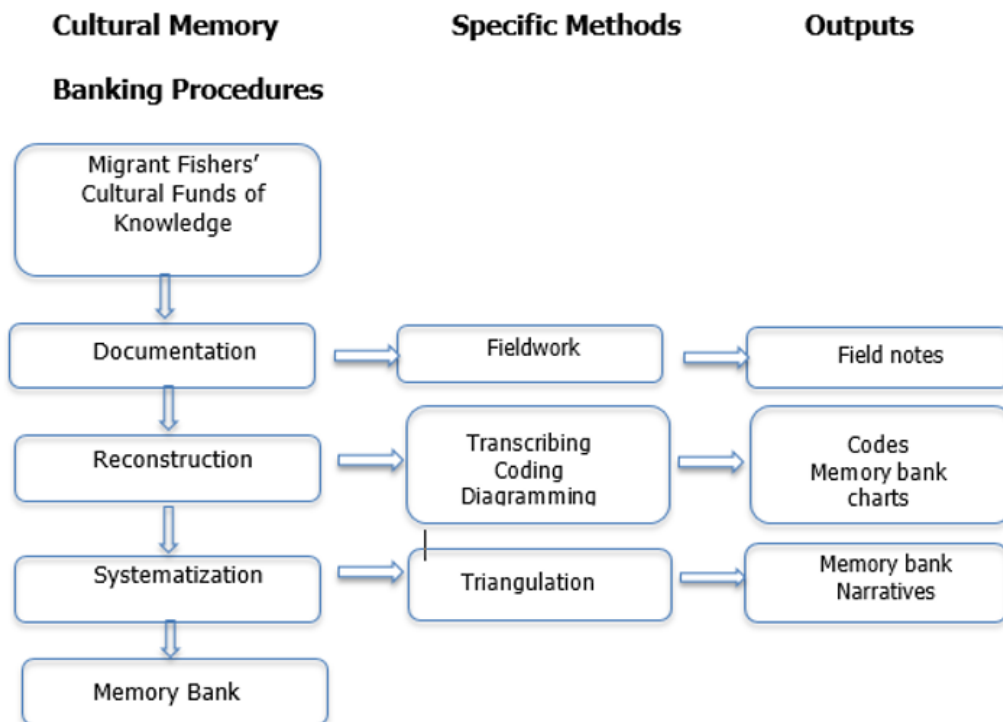 Cultural Memory
Banking Procedures
Specific Methods
Outputs
Migrant Fishers'
Cultural Funds of
Knowledge
Documentation
Fieldwork
Field notes
Reconstruction
Transcribing
Coding
Diagramming
Codes
Memory bank
charts
Systematization
Triangulation
Memory bank
Narratives
Memory Bank